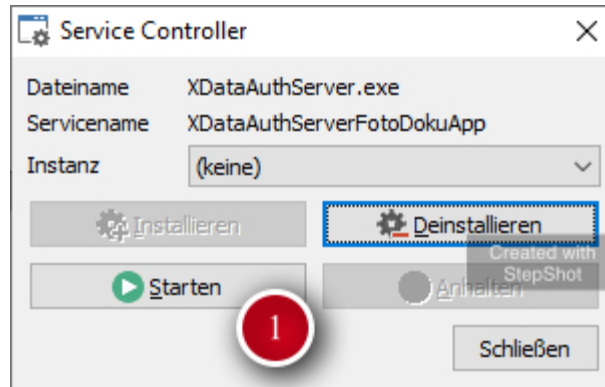 Service Controller
Dateiname XDataAuthServer.exe
Servicename XDataAuthServerFotoDokuApp
Instanz (keine)
Installieren Deinstallieren
Created with
StepShot
Starten Anhalten
1
Schließen